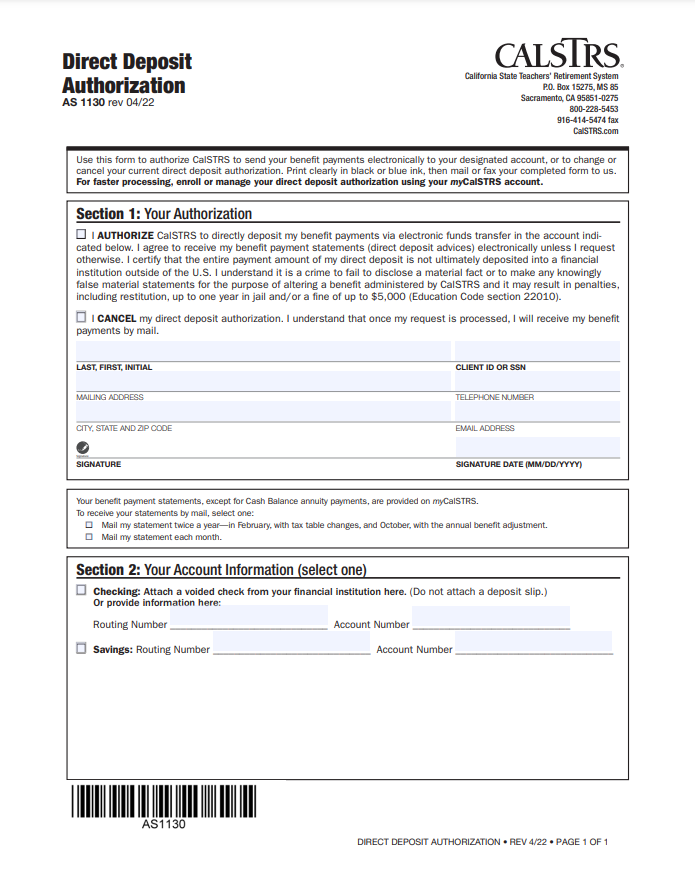 Direct Deposit
Authorization
AS 1130 rev 04/22
CALSTRS®
California State Teachers' Retirement System
P.O. Box 15275, MS 85
Sacramento, CA 95851-0275
800-228-5453
916-414-5474 fax
CalSTRS.com
Use this form to authorize CalSTRS to send your benefit payments electronically to your designated account, or to change or
cancel your current direct deposit authorization. Print clearly in black or blue ink, then mail or fax your completed form to us.
For faster processing, enroll or manage your direct deposit authorization using your myCalSTRS account.
Section 1: Your Authorization
I AUTHORIZE CalSTRS to directly deposit my benefit payments via electronic funds transfer in the account indi-
cated below. I agree to receive my benefit payment statements (direct deposit advices) electronically unless I request
otherwise. I certify that the entire payment amount of my direct deposit is not ultimately deposited into a financial
institution outside of the U.S. I understand it is a crime to fail to disclose a material fact or to make any knowingly
false material statements for the purpose of altering a benefit administered by CalSTRS and it may result in penalties,
including restitution, up to one year in jail and/or a fine of up to $5,000 (Education Code section 22010).
I CANCEL my direct deposit authorization. I understand that once my request is processed, I will receive my benefit
payments by mail.
LAST, FIRST, INITIAL CLIENT ID OR SSN
MAILING ADDRESS TELEPHONE NUMBER
CITY, STATE AND ZIP CODE EMAIL ADDRESS
SIGNATURE SIGNATURE DATE (MM/DD/YYYY)
Your benefit payment statements, except for Cash Balance annuity payments, are provided on myCalSTRS.
To receive your statements by mail, select one:
Mail my statement twice a year—in February, with tax table changes, and October, with the annual benefit adjustment.
Mail my statement each month.
Section 2: Your Account Information (select one)
Checking: Attach a voided check from your financial institution here. (Do not attach a deposit slip.)
Or provide information here:
Routing Number Account Number
Savings: Routing Number Account Number
AS1130
DIRECT DEPOSIT AUTHORIZATION • REV 4/22 • PAGE 1 OF 1